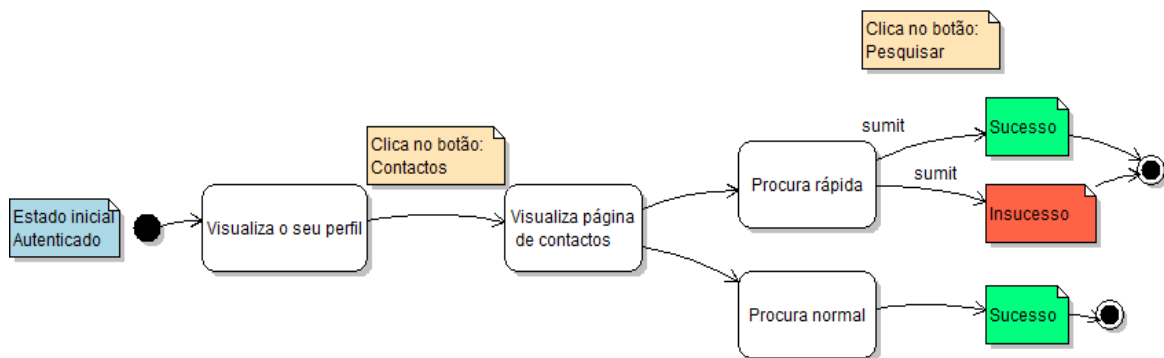 Clica no botão:
Pesquisar
sumit
Sucesso
Clica no botão:
Contactos
Procura rápida
sumit
Insucesso
Estado inicial
Autenticado
Visualiza o seu perfil
Visualiza página
de contactos
Procura normal
Sucesso